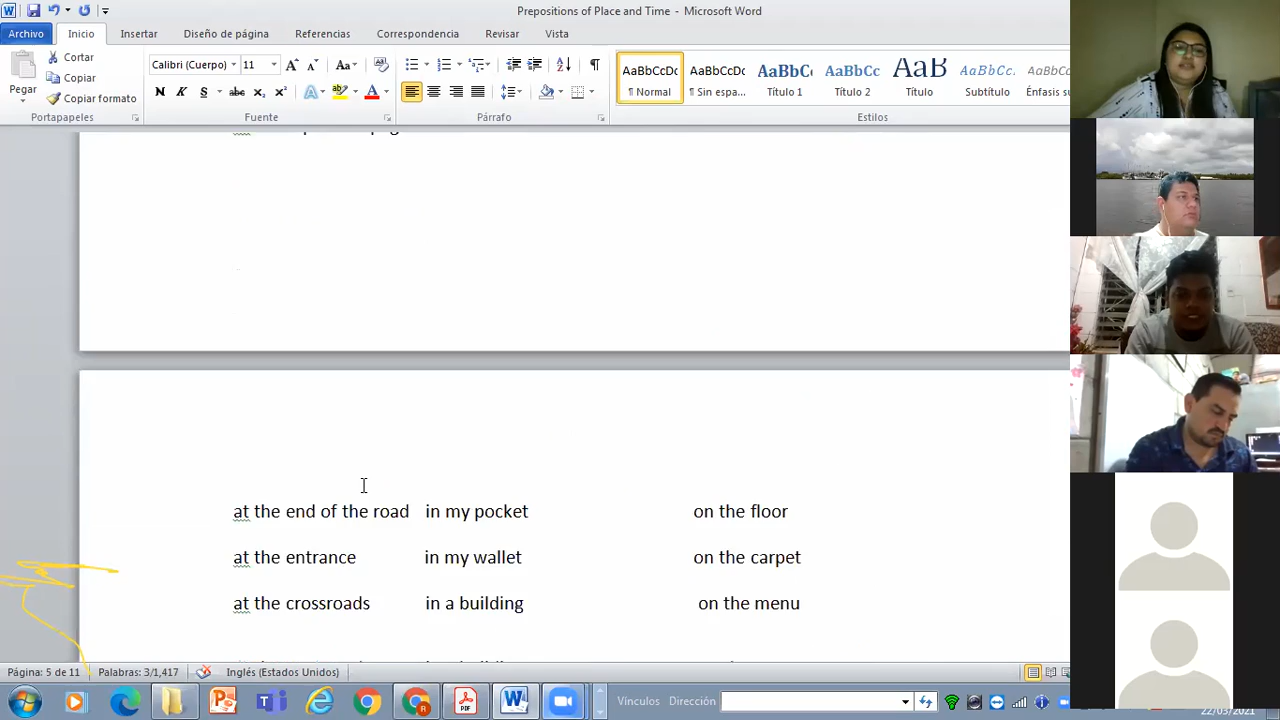 Prepositions of Place and Time - Microsoft Word
Archivo Inicio Insertar Diseño de página Referencias Correspondencia Revisar Vista
Pegar Cortar
Copiar
Copiar formato
Calibri (Cuerpo) 11
N K S abc x₂ x²
AaBbCcDc AaBbCcDc AaBbC AaBbCc AaB AaBbCc. AaBbCc
¶ Normal ¶ Sin espa... Título 1 Título 2 Título Subtítulo Énfasis
Portapapeles Fuente Párrafo Estilos
at the end of the road in my pocket on the floor
at the entrance in my wallet on the carpet
at the crossroads in a building on the menu
Página: 5 de 11 Palabras: 3/1,417 Inglés (Estados Unidos)
Vínculos Dirección
22/03/2021